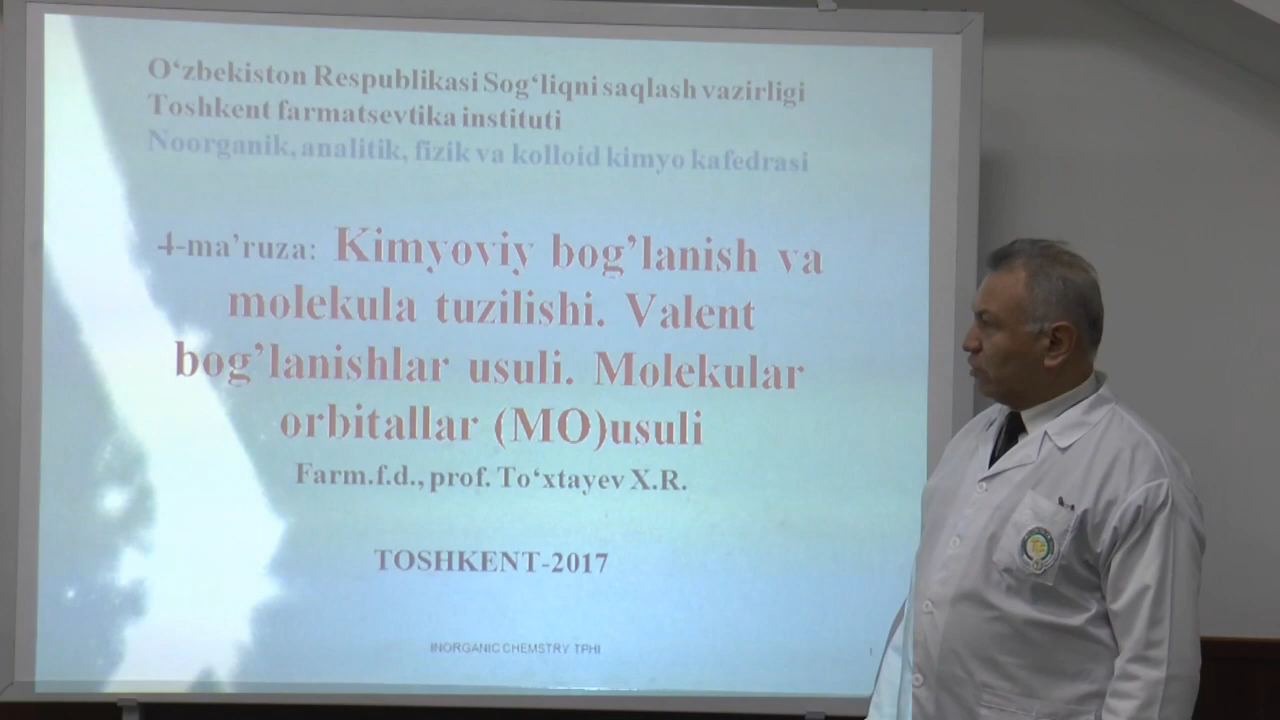 O‘zbekiston Respublikasi Sog‘liqni saqlash vazirligi
Toshkent farmatsevtika instituti
Noorganik, analitik, fizik va kolloid kimyo kafedrasi
4-ma’ruza: Kimyoviy bog’lanish va
molekula tuzilishi. Valent
bog’lanishlar usuli. Molekular
orbitallar (MO)usuli
Farm.f.d., prof. To‘xtayev X.R.
TOSHKENT-2017
INORGANIC CHEMSTRY TPHI
1